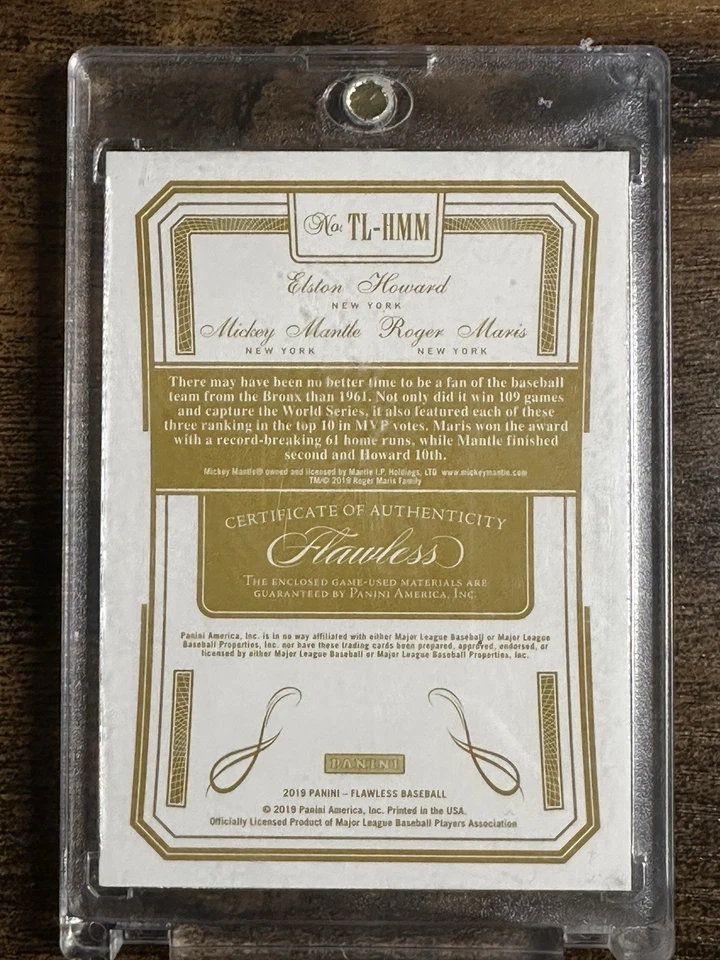 No. TL-HMM
Elston Howard
NEW YORK
Mickey Mantle Roger Maris
NEW YORK NEW YORK
There may have been no better time to be a fan of the baseball
team from the Bronx than 1961. Not only did it win 109 games
and capture the World Series, it also featured each of these
three ranking in the top 10 in MVP votes. Maris won the award
with a record-breaking 61 home runs, while Mantle finished
second and Howard 10th.
Mickey Mantle® owned and licensed by Mantle I.P. Holdings, LTD www.mickeymantle.com
TM/© 2019 Roger Maris Family
CERTIFICATE OF AUTHENTICITY
Flawless
THE ENCLOSED GAME-USED MATERIALS ARE
GUARANTEED BY PANINI AMERICA, INC.
Panini America, Inc. is in no way affiliated with either Major League Baseball or Major League
Baseball Properties, Inc. nor have these trading cards been prepared, approved, endorsed, or
licensed by either Major League Baseball or Major League Baseball Properties, Inc.
PANINI
2019 PANINI – FLAWLESS BASEBALL
© 2019 Panini America, Inc. Printed in the USA.
Officially Licensed Product of Major League Baseball Players Association